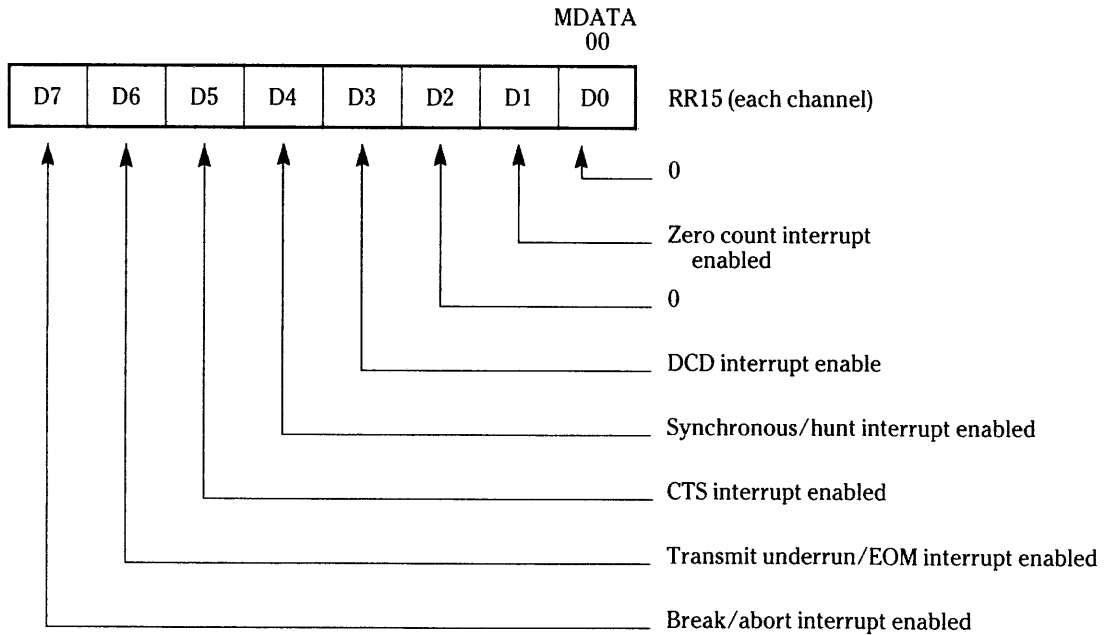 MDATA
00
D7 D6 D5 D4 D3 D2 D1 D0 RR15 (each channel)
0
Zero count interrupt
enabled
0
DCD interrupt enable
Synchronous/hunt interrupt enabled
CTS interrupt enabled
Transmit underrun/EOM interrupt enabled
Break/abort interrupt enabled